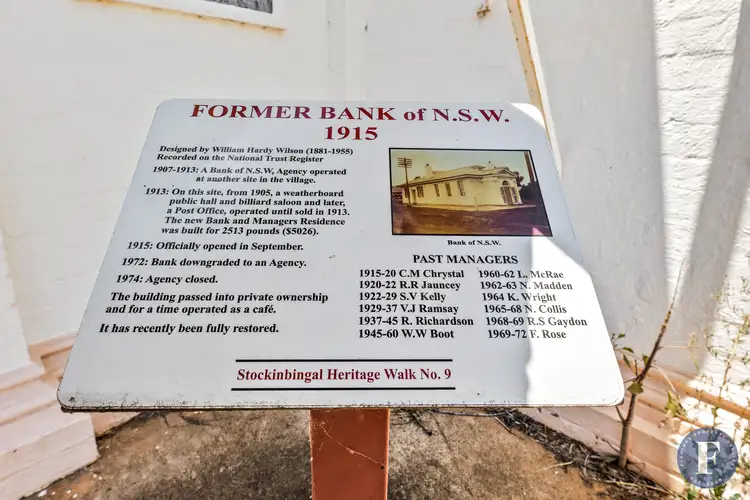 FORMER BANK of N.S.W.
1915
Designed by William Hardy Wilson (1881-1955)
Recorded on the National Trust Register
1907-1913: A Bank of N.S.W, Agency operated
at another site in the village.
1913: On this site, from 1905, a weatherboard
public hall and billiard saloon and later,
a Post Office, operated until sold in 1913.
The new Bank and Managers Residence
was built for 2513 pounds ($5026).
1915: Officially opened in September.
1972: Bank downgraded to an Agency.
1974: Agency closed.
The building passed into private ownership
and for a time operated as a café.
It has recently been fully restored.
Bank of N.S.W.
PAST MANAGERS
1915-20 C.M Chrystal
1920-22 R.R Jauncey
1922-29 S.V Kelly
1929-37 V.J Ramsay
1937-45 R. Richardson
1945-60 W.W Boot
1960-62 L. McRae
1962-63 N. Madden
1964 K. Wright
1965-68 N. Collis
1968-69 R.S Gaydon
1969-72 F. Rose
Stockinbingal Heritage Walk No. 9
F